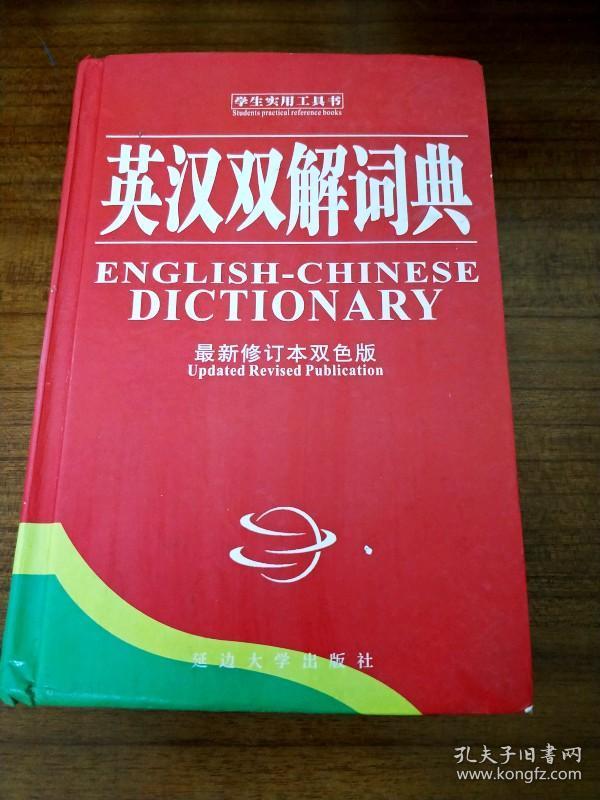 学生实用工具书
Students practical reference books
英汉双解词典
ENGLISH-CHINESE
DICTIONARY
最新修订本双色版
Updated Revised Publication
延边大学出版社
孔夫子旧书网
www.kongfz.com